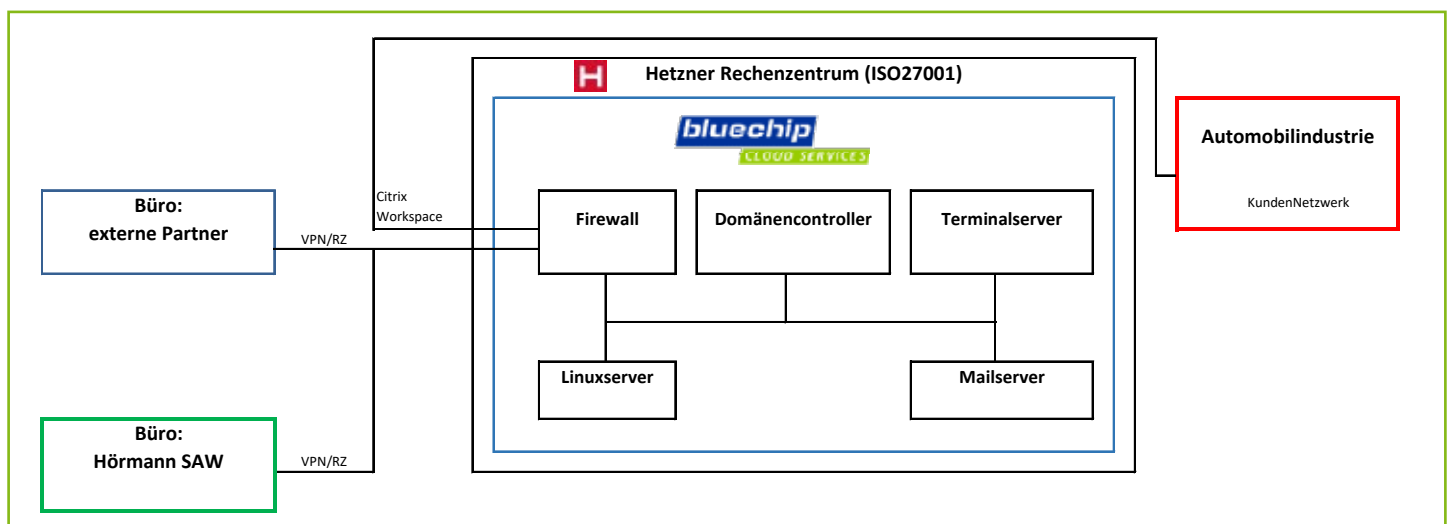 H
Hetzner Rechenzentrum (ISO27001)
bluechip
CLOUD SERVICES
Automobilindustrie
KundenNetzwerk
Citrix
Workspace
Büro:
externe Partner
VPN/RZ
Firewall
Domänencontroller
Terminalserver
Linuxserver
Mailserver
Büro:
Hörmann SAW
VPN/RZ